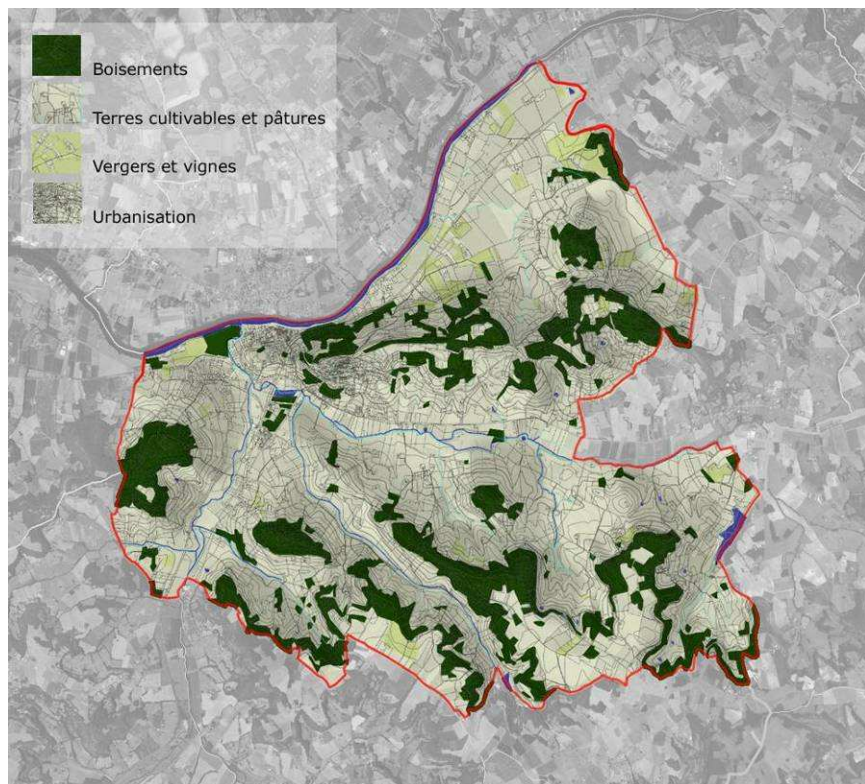 Boisements
Terres cultivables et pâtures
Vergers et vignes
Urbanisation